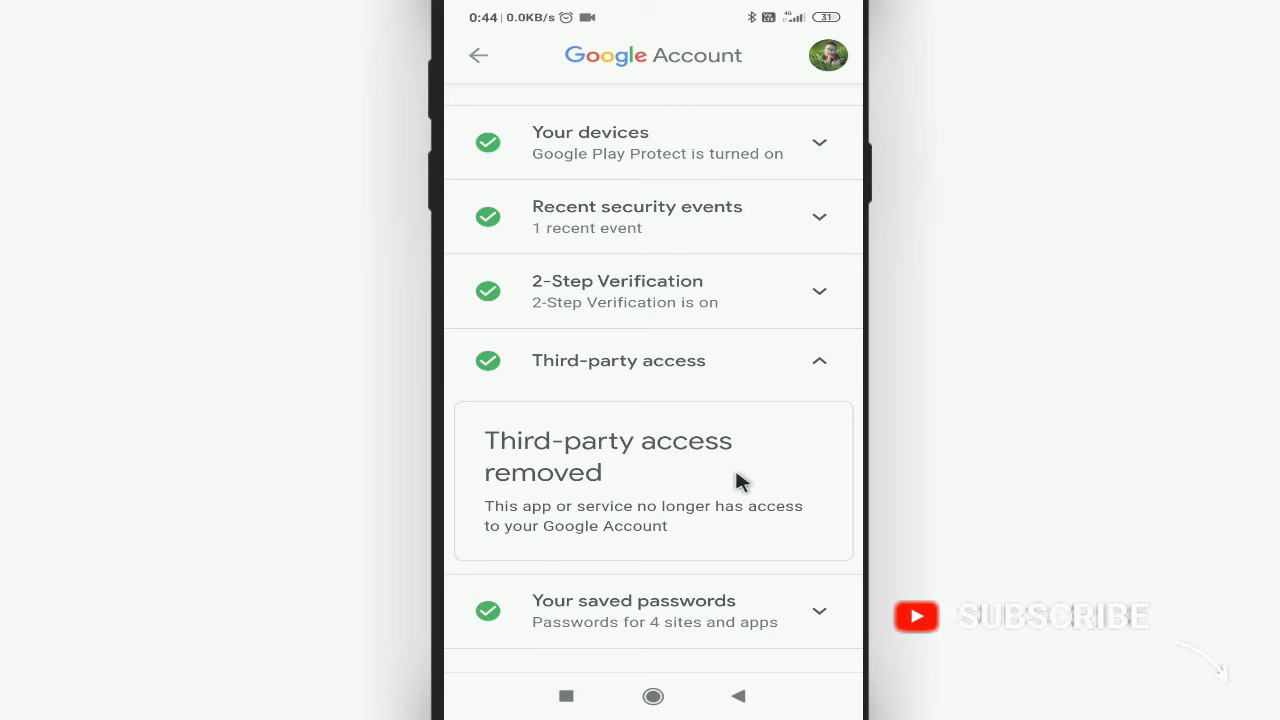 0:44 0.0KB/s 4G 31
Google Account
Your devices
Google Play Protect is turned on
Recent security events
1 recent event
2-Step Verification
2-Step Verification is on
Third-party access
Third-party access
removed
This app or service no longer has access
to your Google Account
Your saved passwords
Passwords for 4 sites and apps
SUBSCRIBE